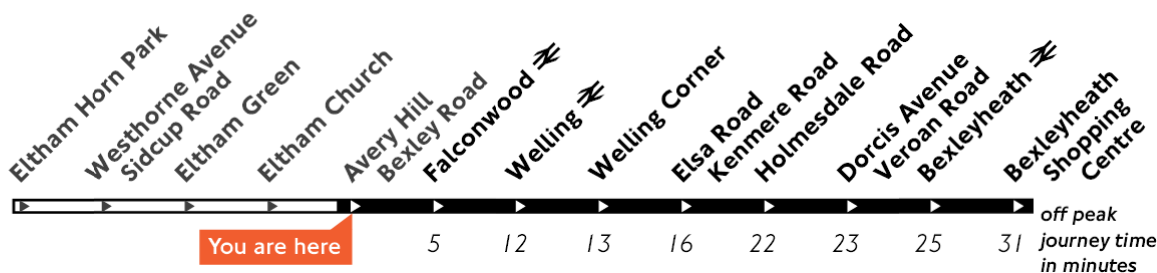 Eltham Horn Park
Westhorne Avenue
Sidcup Road
Eltham Green
Eltham Church
Avery Hill
Bexley Road
Falconwood
Welling
Welling Corner
Elsa Road
Kenmere Road
Holmesdale Road
Dorcis Avenue
Veroan Road
Bexleyheath
Bexleyheath
Shopping
Centre
You are here
5 12 13 16 22 23 25 31
off peak
journey time
in minutes